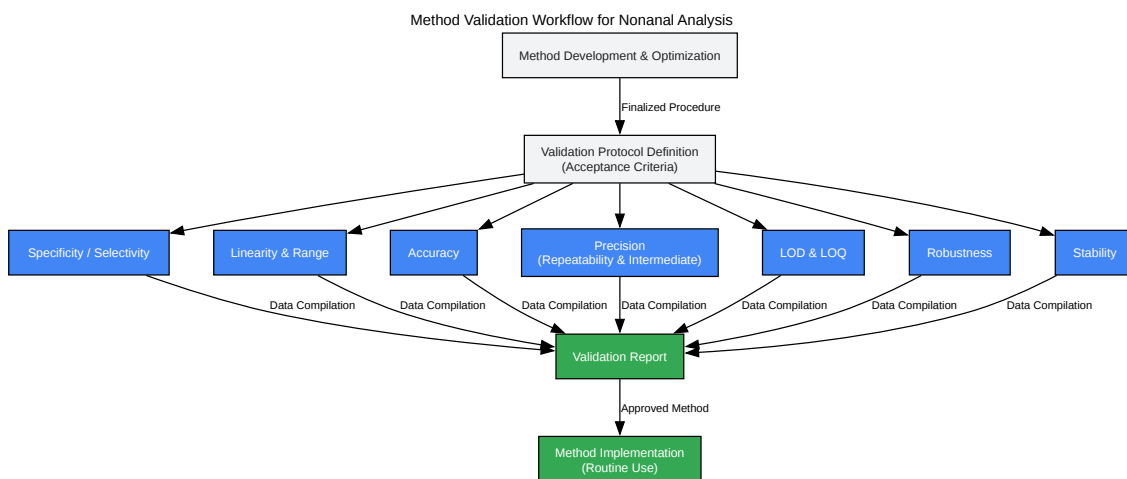 Method Validation Workflow for Nonanal Analysis
Method Development & Optimization
Finalized Procedure
Validation Protocol Definition
(Acceptance Criteria)
Specificity / Selectivity
Linearity & Range
Accuracy
Precision
(Repeatability & Intermediate)
LOD & LOQ
Robustness
Stability
Data Compilation
Data Compilation
Data Compilation
Data Compilation
Data Compilation
Data Compilation
Data Compilation
Validation Report
Approved Method
Method Implementation
(Routine Use)